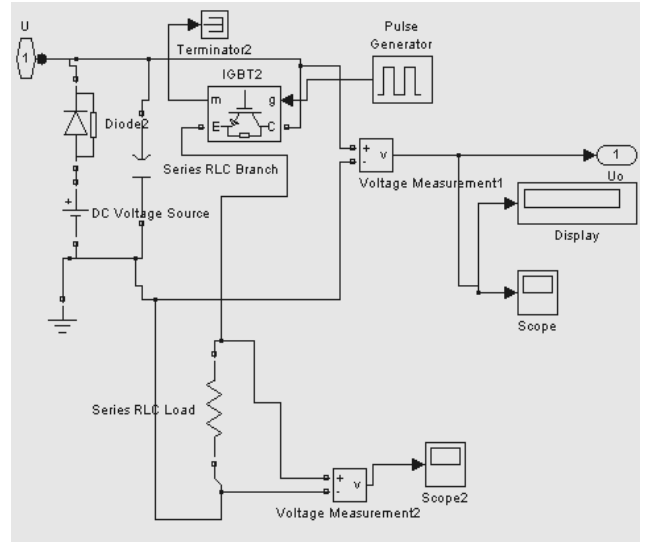 U
1
Terminator2
Pulse
Generator
IGBT2
m
g
E
C
Diode2
Series RLC Branch
+
v
-
Voltage Measurement1
1
Uo
+
DC Voltage Source
Display
Scope
Series RLC Load
+
v
-
Voltage Measurement2
Scope2